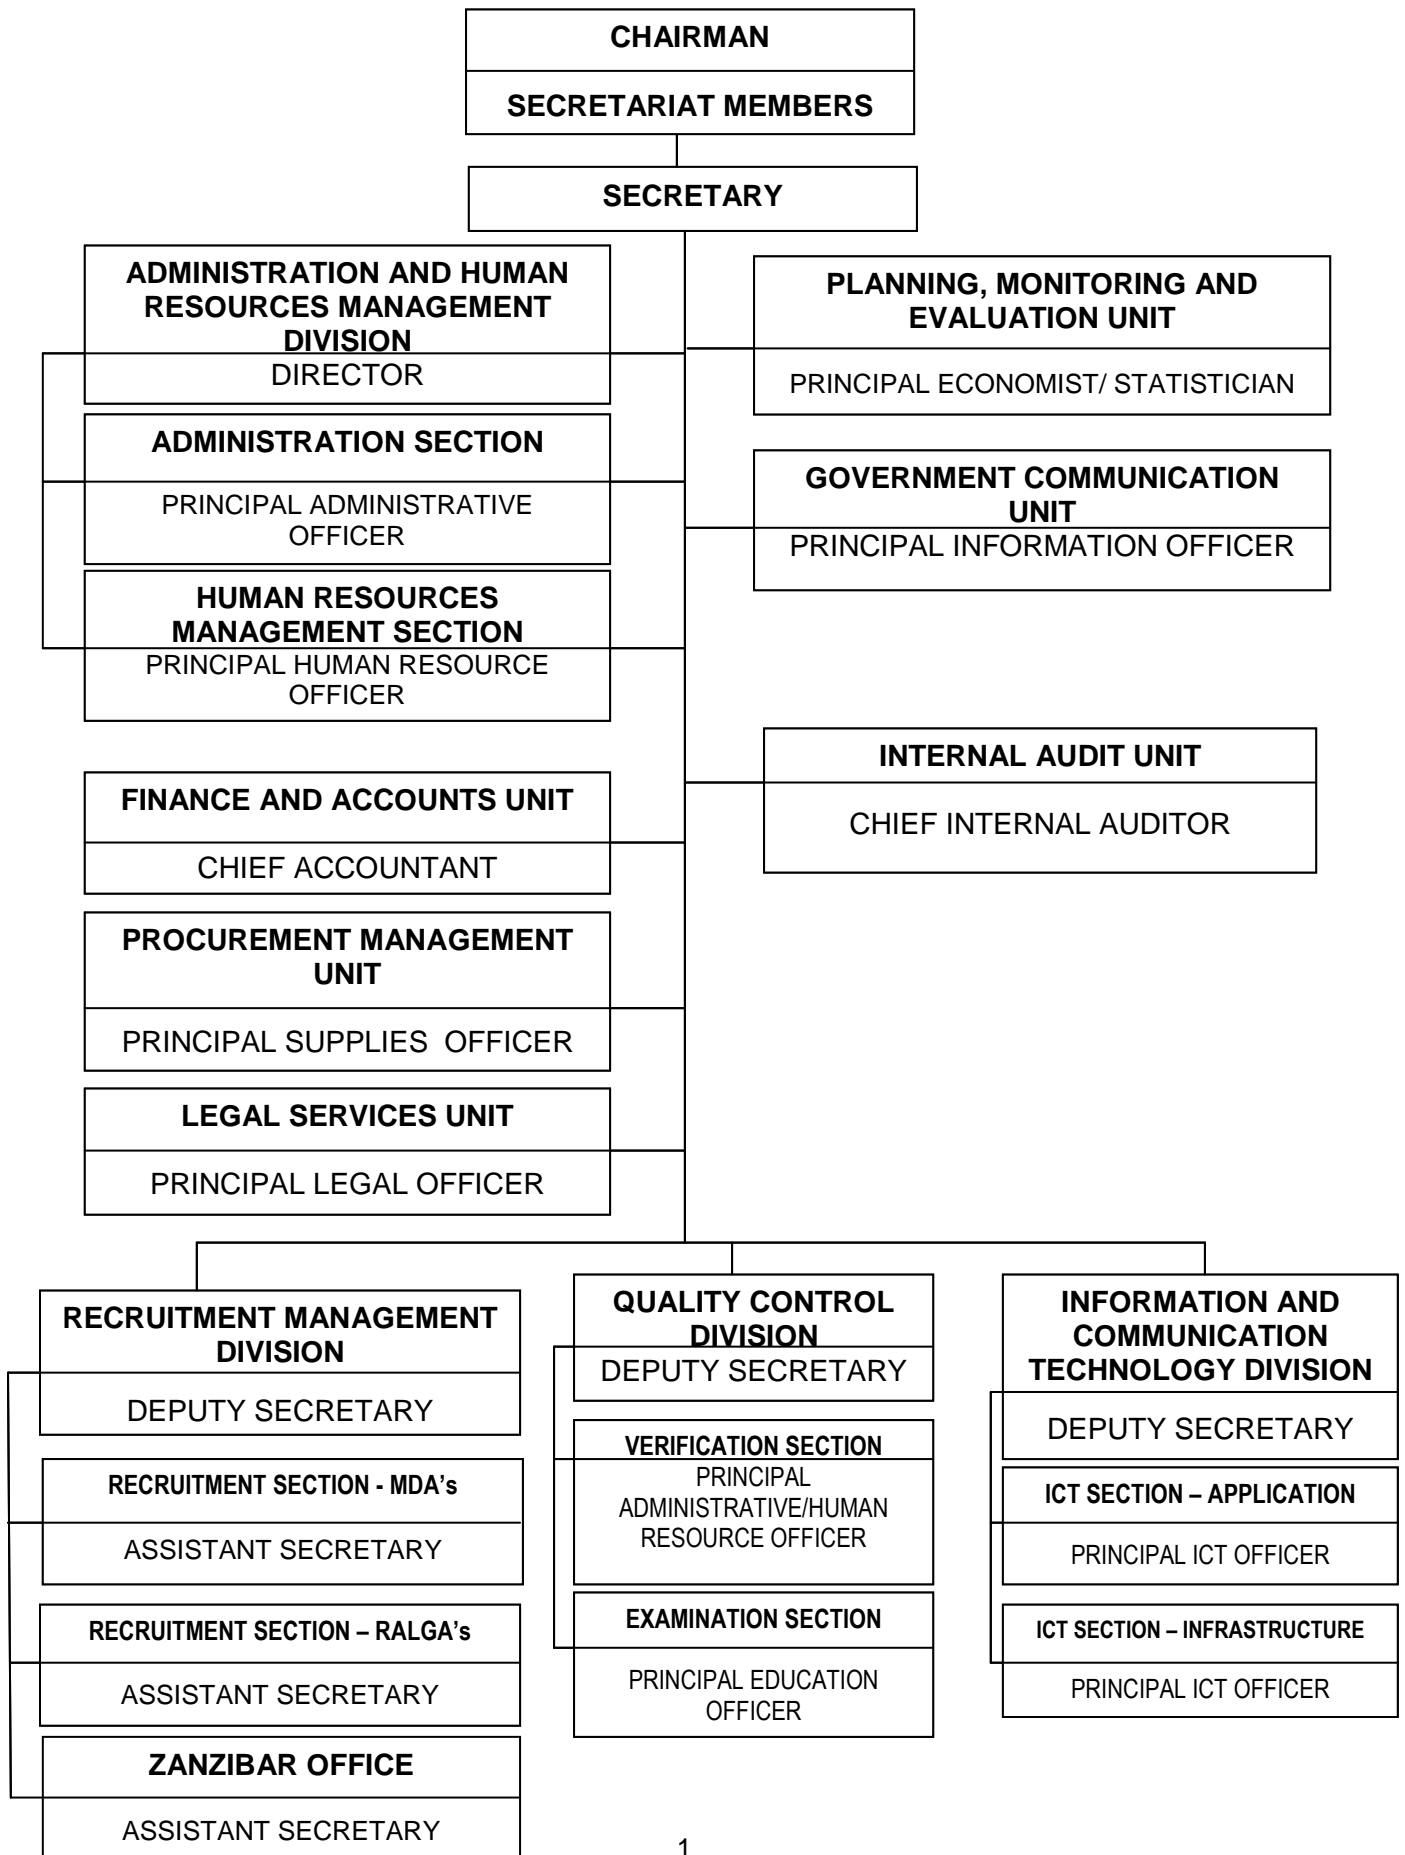 CHAIRMAN
SECRETARIAT MEMBERS
SECRETARY
ADMINISTRATION AND HUMAN
RESOURCES MANAGEMENT
DIVISION
DIRECTOR
ADMINISTRATION SECTION
PRINCIPAL ADMINISTRATIVE
OFFICER
HUMAN RESOURCES
MANAGEMENT SECTION
PRINCIPAL HUMAN RESOURCE
OFFICER
PLANNING, MONITORING AND
EVALUATION UNIT
PRINCIPAL ECONOMIST/ STATISTICIAN
GOVERNMENT COMMUNICATION
UNIT
PRINCIPAL INFORMATION OFFICER
INTERNAL AUDIT UNIT
CHIEF INTERNAL AUDITOR
FINANCE AND ACCOUNTS UNIT
CHIEF ACCOUNTANT
PROCUREMENT MANAGEMENT
UNIT
PRINCIPAL SUPPLIES OFFICER
LEGAL SERVICES UNIT
PRINCIPAL LEGAL OFFICER
RECRUITMENT MANAGEMENT
DIVISION
DEPUTY SECRETARY
RECRUITMENT SECTION - MDA's
ASSISTANT SECRETARY
RECRUITMENT SECTION – RALGA's
ASSISTANT SECRETARY
ZANZIBAR OFFICE
ASSISTANT SECRETARY
QUALITY CONTROL
DIVISION
DEPUTY SECRETARY
VERIFICATION SECTION
PRINCIPAL
ADMINISTRATIVE/HUMAN
RESOURCE OFFICER
EXAMINATION SECTION
PRINCIPAL EDUCATION
OFFICER
INFORMATION AND
COMMUNICATION
TECHNOLOGY DIVISION
DEPUTY SECRETARY
ICT SECTION – APPLICATION
PRINCIPAL ICT OFFICER
ICT SECTION – INFRASTRUCTURE
PRINCIPAL ICT OFFICER
1